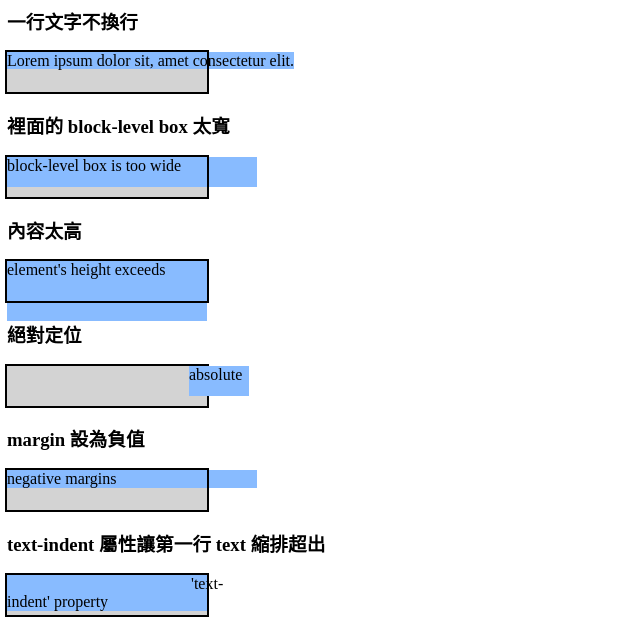 一行文字不換行
Lorem ipsum dolor sit, amet consectetur elit.
裡面的 block-level box 太寬
block-level box is too wide
內容太高
element's height exceeds
絕對定位
absolute
margin 設為負值
negative margins
text-indent 屬性讓第一行 text 縮排超出
'text-
indent' property